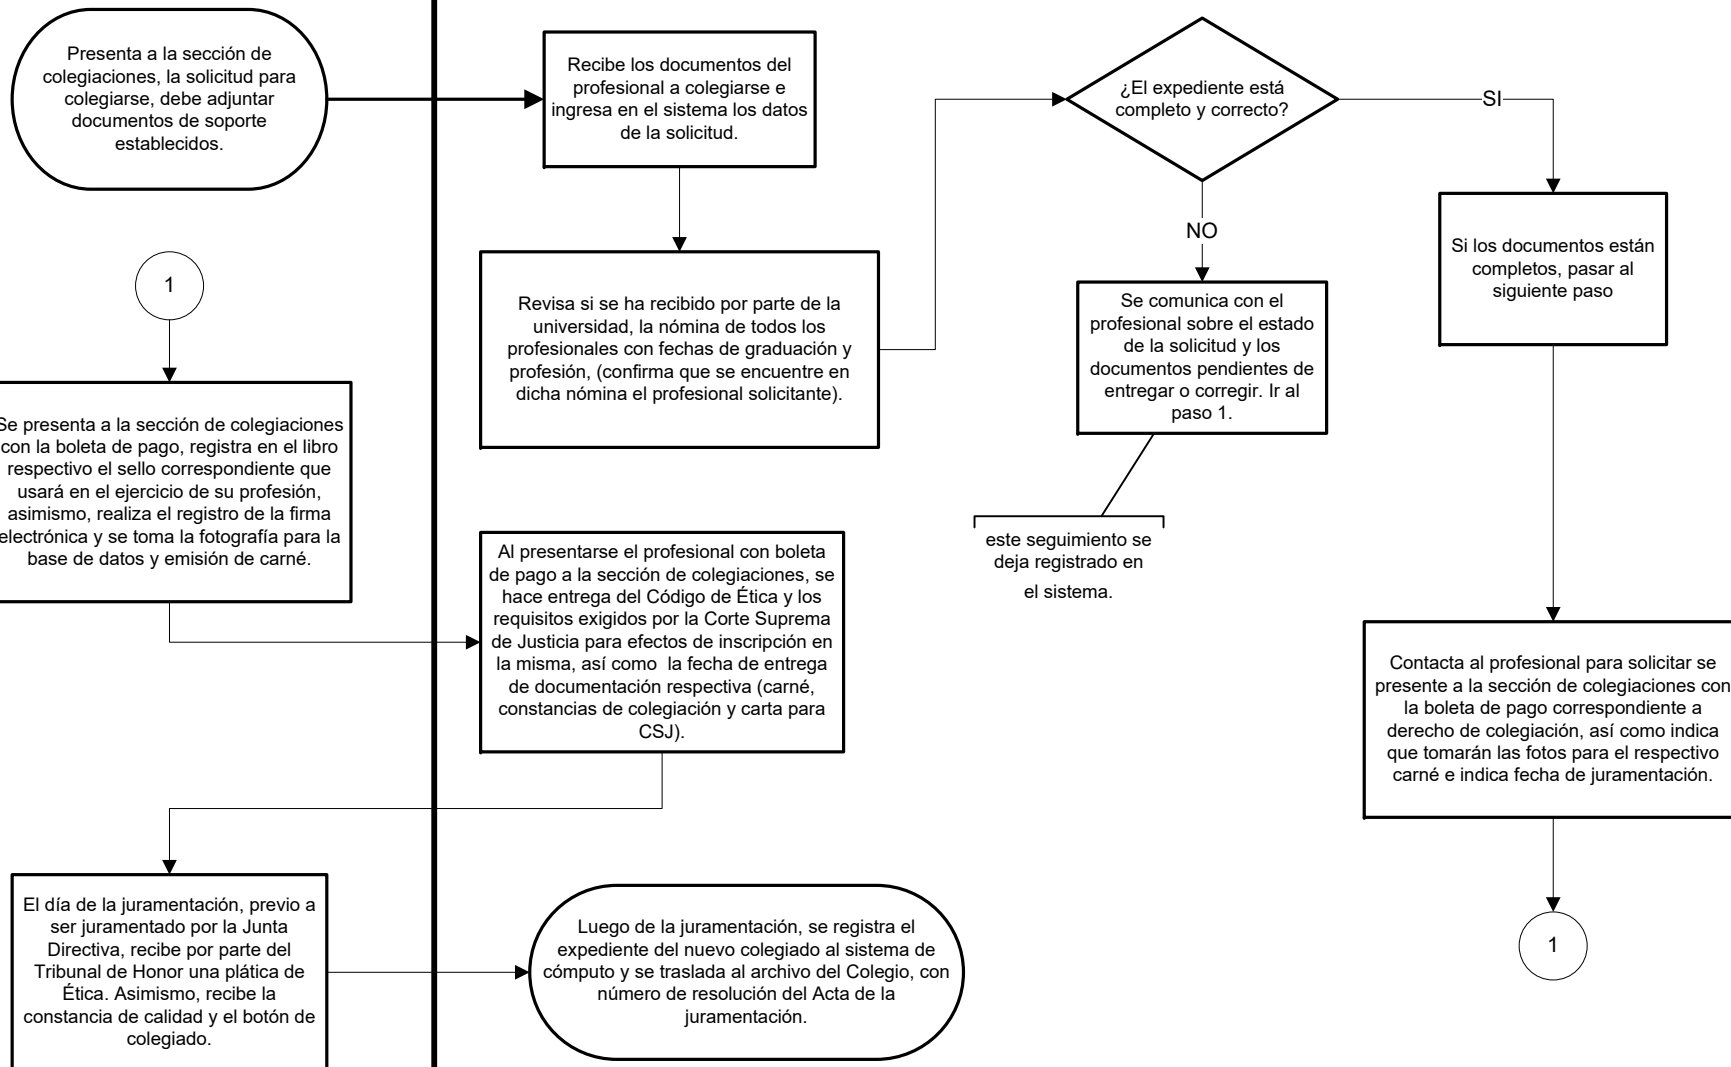 Presenta a la sección de
colegiaciones, la solicitud para
colegiarse, debe adjuntar
documentos de soporte
establecidos.
Recibe los documentos del
profesional a colegiarse e
ingresa en el sistema los datos
de la solicitud.
Revisa si se ha recibido por parte de la
universidad, la nómina de todos los
profesionales con fechas de graduación y
profesión, (confirma que se encuentre en
dicha nómina el profesional solicitante).
¿El expediente está
completo y correcto?
SI
NO
Se comunica con el
profesional sobre el estado
de la solicitud y los
documentos pendientes de
entregar o corregir. Ir al
paso 1.
este seguimiento se
deja registrado en
el sistema.
Si los documentos están
completos, pasar al
siguiente paso
Contacta al profesional para solicitar se
presente a la sección de colegiaciones con
la boleta de pago correspondiente a
derecho de colegiación, así como indica
que tomarán las fotos para el respectivo
carné e indica fecha de juramentación.
1
1
Se presenta a la sección de colegiaciones
con la boleta de pago, registra en el libro
respectivo el sello correspondiente que
usará en el ejercicio de su profesión,
asimismo, realiza el registro de la firma
electrónica y se toma la fotografía para la
base de datos y emisión de carné.
Al presentarse el profesional con boleta
de pago a la sección de colegiaciones, se
hace entrega del Código de Ética y los
requisitos exigidos por la Corte Suprema
de Justicia para efectos de inscripción en
la misma, así como  la fecha de entrega
de documentación respectiva (carné,
constancias de colegiación y carta para
CSJ).
El día de la juramentación, previo a
ser juramentado por la Junta
Directiva, recibe por parte del
Tribunal de Honor una plática de
Ética. Asimismo, recibe la
constancia de calidad y el botón de
colegiado.
Luego de la juramentación, se registra el
expediente del nuevo colegiado al sistema de
cómputo y se traslada al archivo del Colegio, con
número de resolución del Acta de la
juramentación.